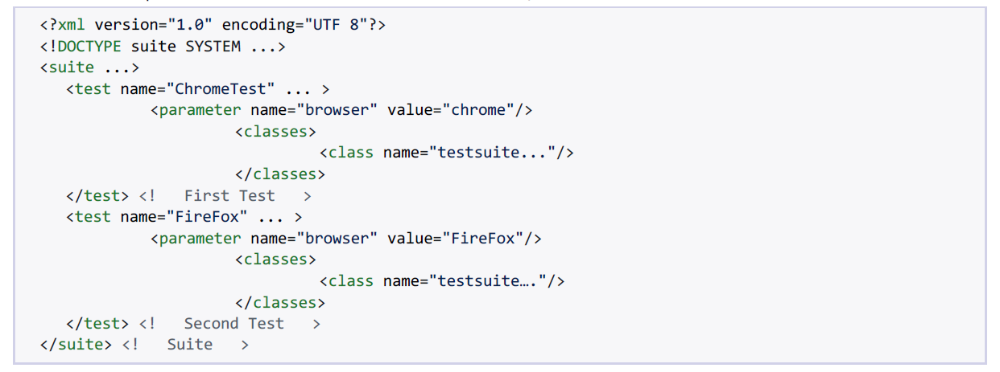 <?xml version="1.0" encoding="UTF 8"?>
<!DOCTYPE suite SYSTEM ...>
<suite ...>
<test name="ChromeTest" ... >
<parameter name="browser" value="chrome"/>
<classes>
<class name="testsuite..."/>
</classes>
</test> <!   First Test   >
<test name="FireFox" ... >
<parameter name="browser" value="FireFox"/>
<classes>
<class name="testsuite…."/>
</classes>
</test> <!   Second Test   >
</suite> <!   Suite   >